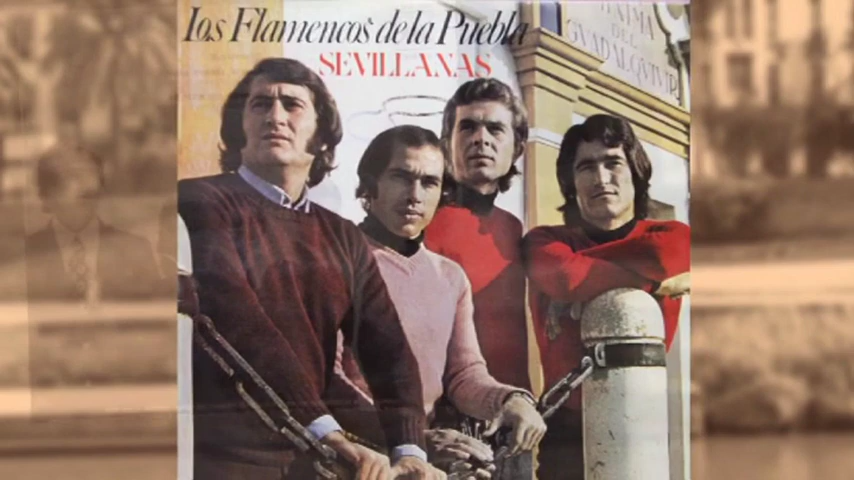 los Flamencos de la Puebla
SEVILLANAS
DEL
GUADALQUIVIR